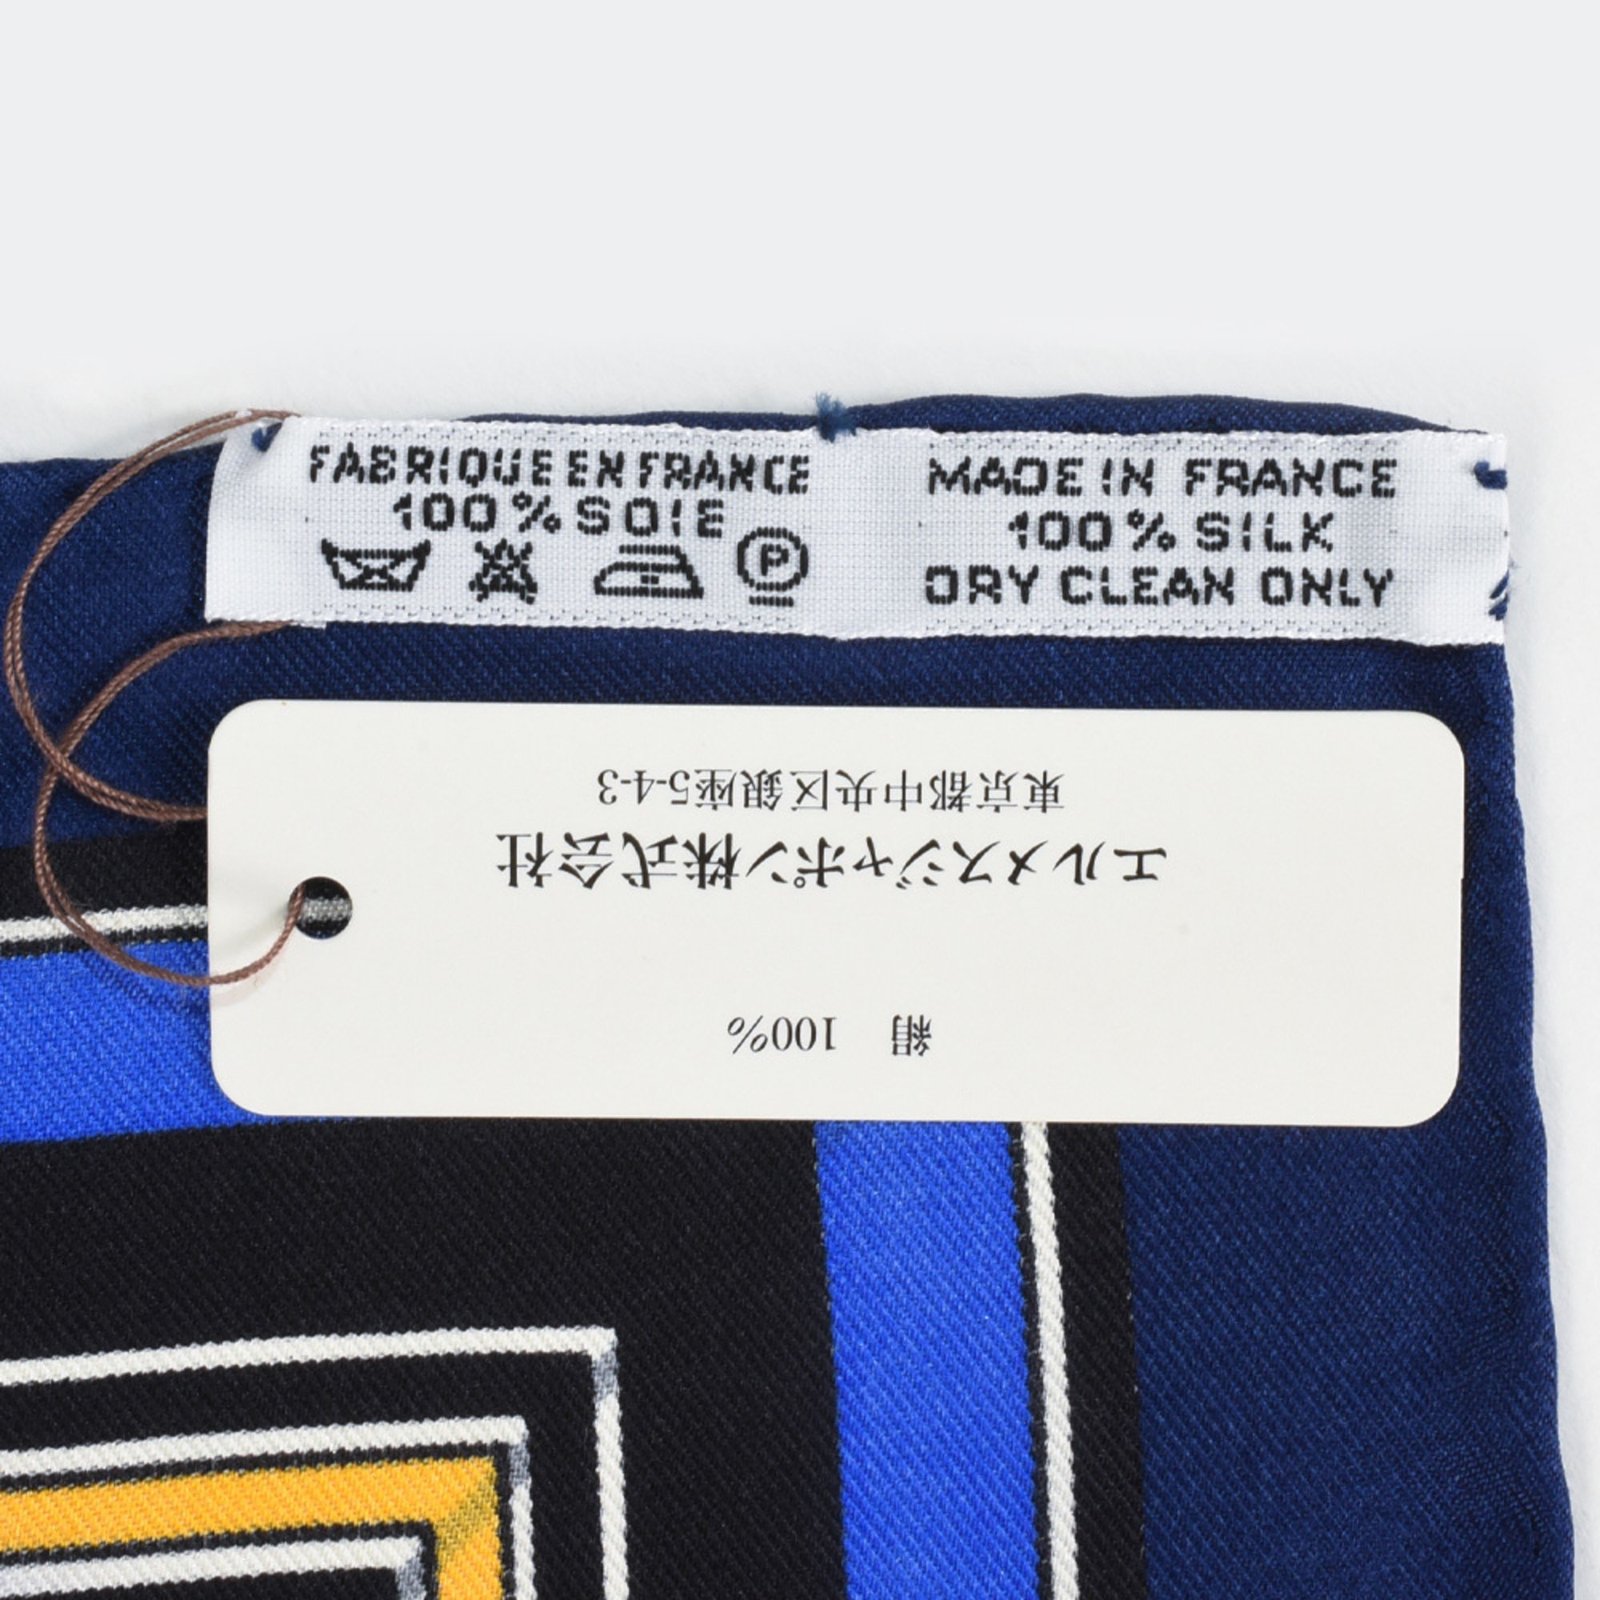 FABRIQUE EN FRANCE
100% SOIE
P
MADE IN FRANCE
100% SILK
DRY CLEAN ONLY
絹 100%
エルメスジャポン株式会社
東京都中央区銀座5-4-3